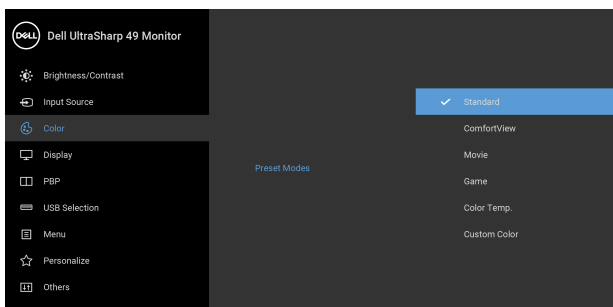 DELL Dell UltraSharp 49 Monitor
Brightness/Contrast
Input Source
Color
Display
PBP
USB Selection
Menu
Personalize
Others
Preset Modes
Standard
ComfortView
Movie
Game
Color Temp.
Custom Color